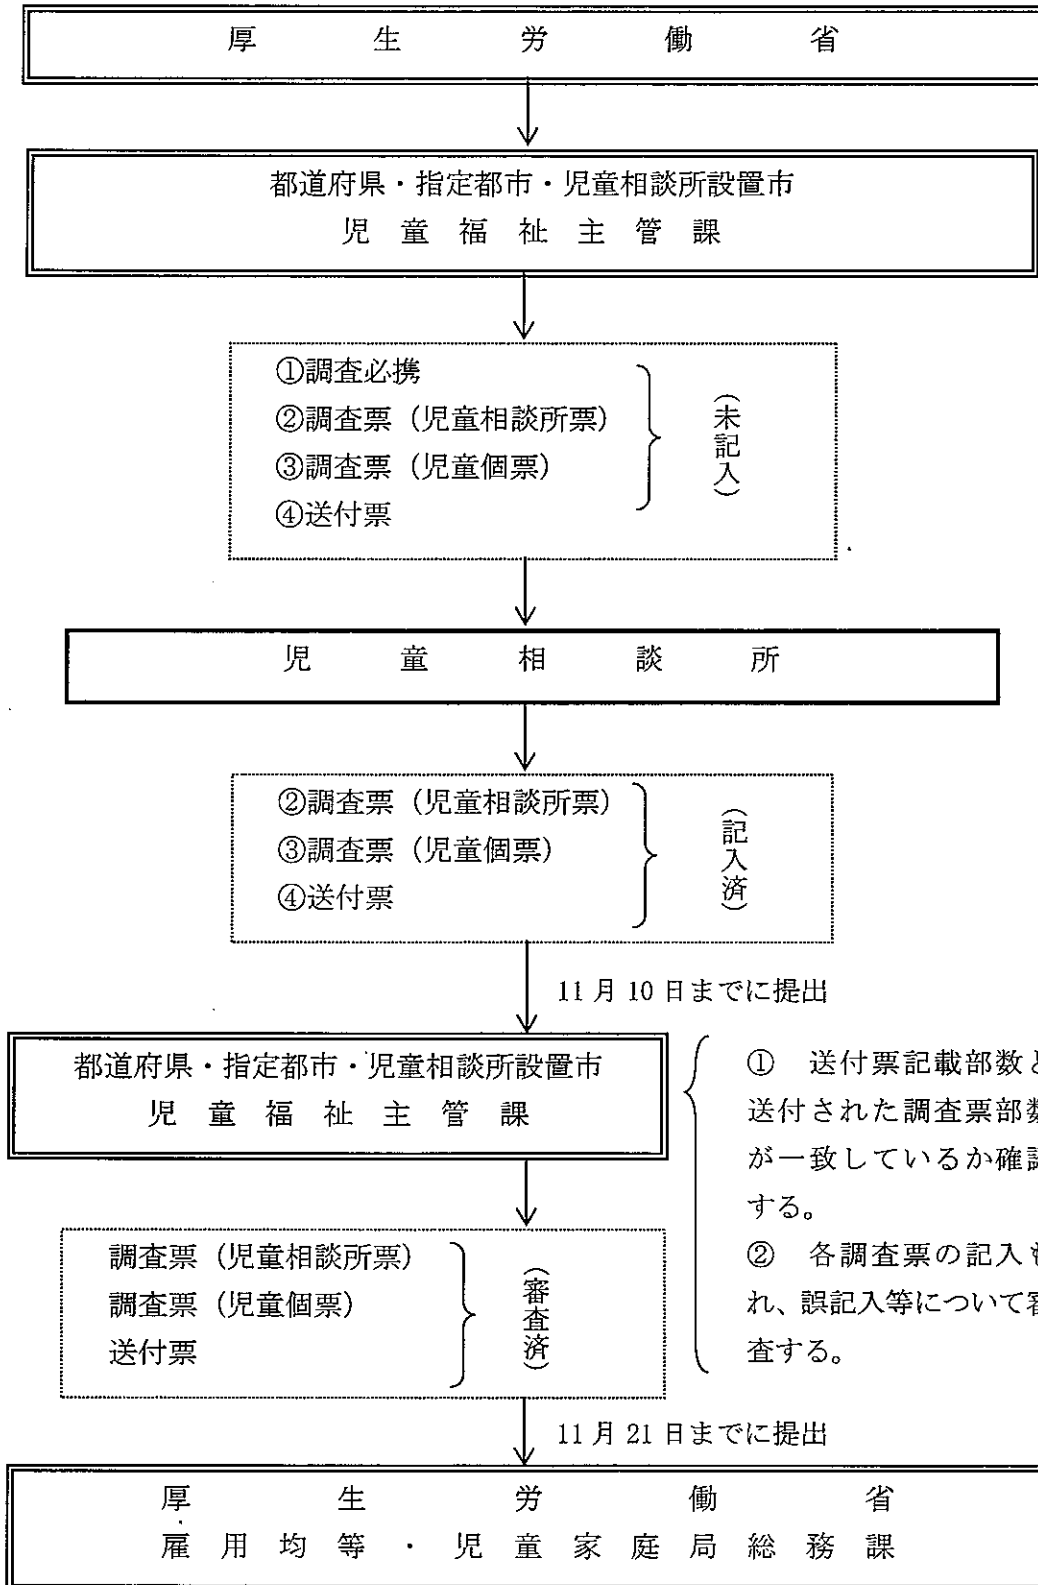 厚生労働省
都道府県・指定都市・児童相談所設置市
児童福祉主管課
①調査必携
②調査票（児童相談所票）
③調査票（児童個票）
④送付票
（未記入）
児童相談所
②調査票（児童相談所票）
③調査票（児童個票）
④送付票
（記入済）
11月10日までに提出
都道府県・指定都市・児童相談所設置市
児童福祉主管課
①　送付票記載部数と
送付された調査票部数
が一致しているか確認
する。
②　各調査票の記入も
れ、誤記入等について審
査する。
調査票（児童相談所票）
調査票（児童個票）
送付票
（審査済）
11月21日までに提出
厚生労働省
雇用均等・児童家庭局総務課